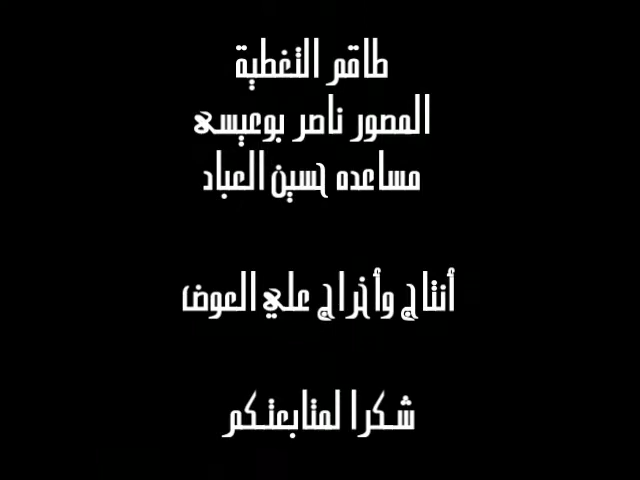 طاقم التغطية
المصور ناصر بوعيسى
مساعده حسين العباد
أنتاج وأخراج علي العوض
شكرا لمتابعتكم